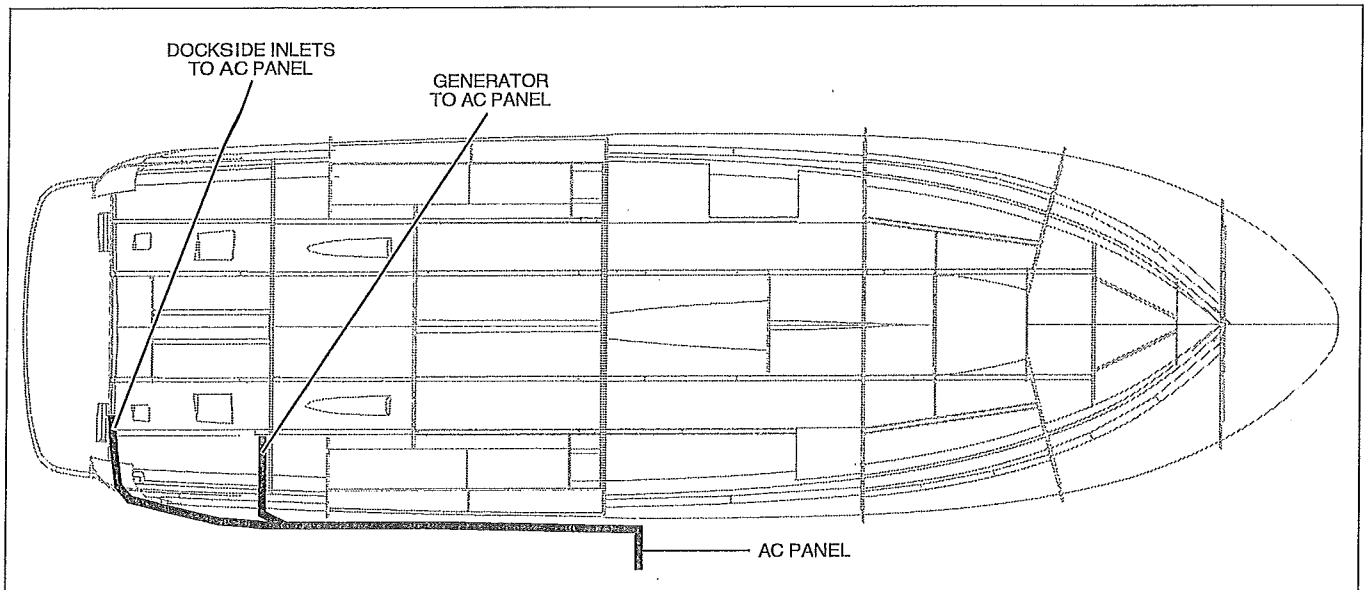 DOCKSIDE INLETS
TO AC PANEL
GENERATOR
TO AC PANEL
AC PANEL